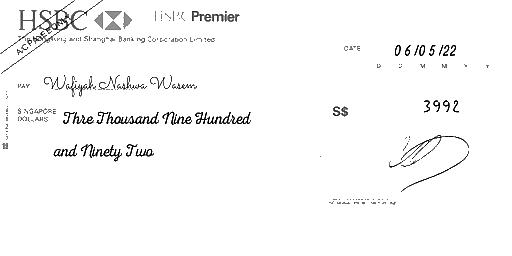 HSBC HSBC Premier
The Hongkong and Shanghai Banking Corporation Limited
A/C PAYEE ONLY
DATE 06/05/22
D D M M Y Y
PAY Wafiyah Nashwa Wasem
SINGAPORE
DOLLARS Thre Thousand Nine Hundred
S$ 3992
and Ninety Two